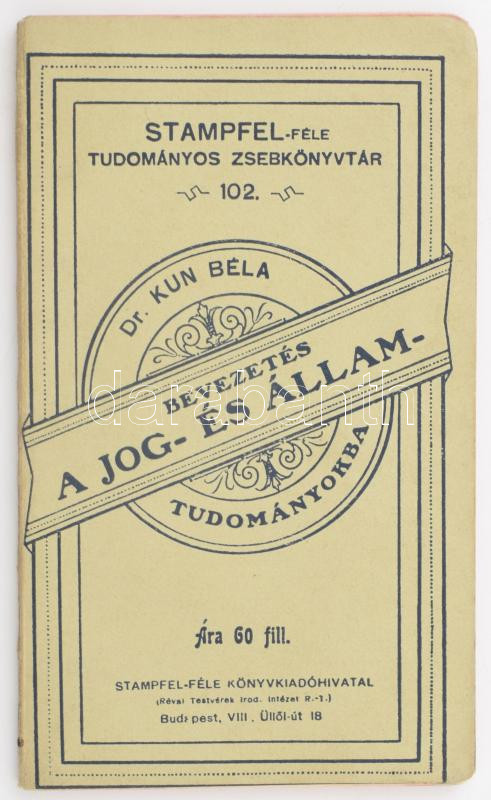 STAMPFEL-FÉLE
TUDOMÁNYOS ZSEBKÖNYVTÁR
102.
Dr. KUN BÉLA
BEVEZETÉS
A JOG- ÉS ÁLLAM-
TUDOMÁNYOKBA
darabanth
Ára 60 fill.
STAMPFEL-FÉLE KÖNYVKIADÓHIVATAL
(Révai Testvérek Irod. Intézet R.-T.)
Budapest, VIII., Üllői-út 18